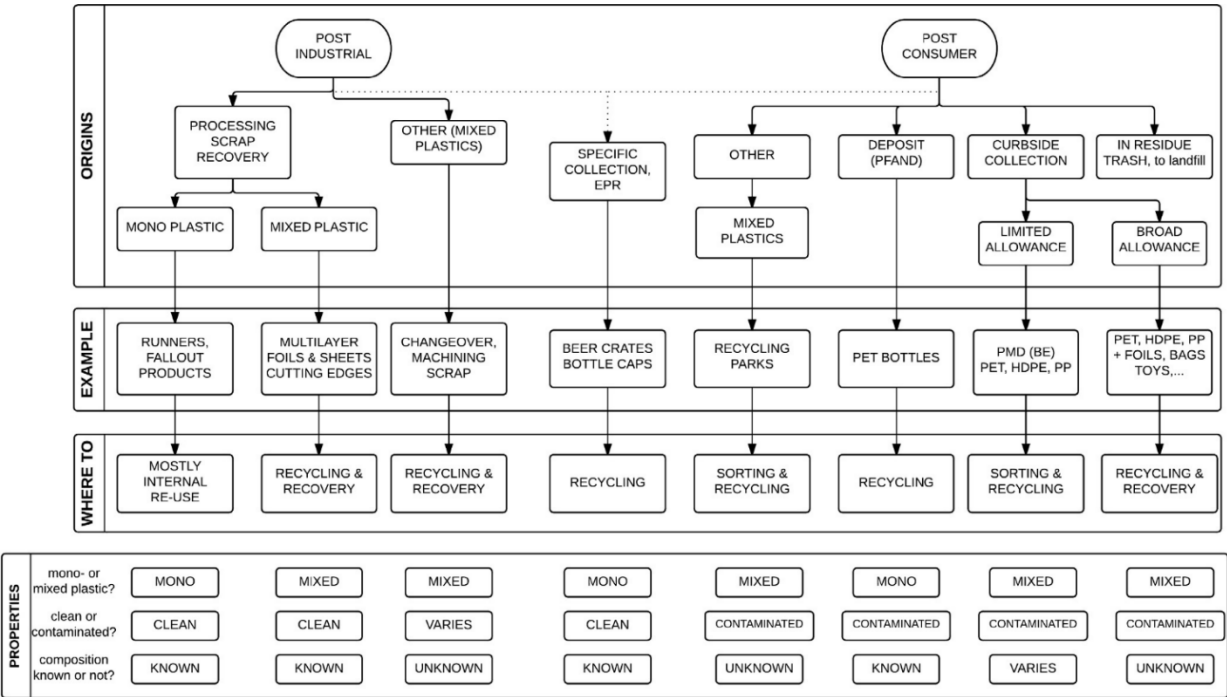 ORIGINS
POST
INDUSTRIAL
POST
CONSUMER
PROCESSING
SCRAP
RECOVERY
OTHER (MIXED
PLASTICS)
SPECIFIC
COLLECTION,
EPR
OTHER
DEPOSIT
(PFAND)
CURBSIDE
COLLECTION
IN RESIDUE
TRASH, to landfill
MONO PLASTIC
MIXED PLASTIC
MIXED
PLASTICS
LIMITED
ALLOWANCE
BROAD
ALLOWANCE
EXAMPLE
RUNNERS,
FALLOUT
PRODUCTS
MULTILAYER
FOILS & SHEETS
CUTTING EDGES
CHANGEOVER,
MACHINING
SCRAP
BEER CRATES
BOTTLE CAPS
RECYCLING
PARKS
PET BOTTLES
PMD (BE)
PET, HDPE, PP
PET, HDPE, PP
+ FOILS, BAGS
TOYS,...
WHERE TO
MOSTLY
INTERNAL
RE-USE
RECYCLING &
RECOVERY
RECYCLING &
RECOVERY
RECYCLING
SORTING &
RECYCLING
RECYCLING
SORTING &
RECYCLING
RECYCLING &
RECOVERY
PROPERTIES
mono- or
mixed plastic?
MONO
MIXED
MIXED
MONO
MIXED
MONO
MIXED
MIXED
clean or
contaminated?
CLEAN
CLEAN
VARIES
CLEAN
CONTAMINATED
CONTAMINATED
CONTAMINATED
CONTAMINATED
composition
known or not?
KNOWN
KNOWN
UNKNOWN
KNOWN
UNKNOWN
KNOWN
VARIES
UNKNOWN